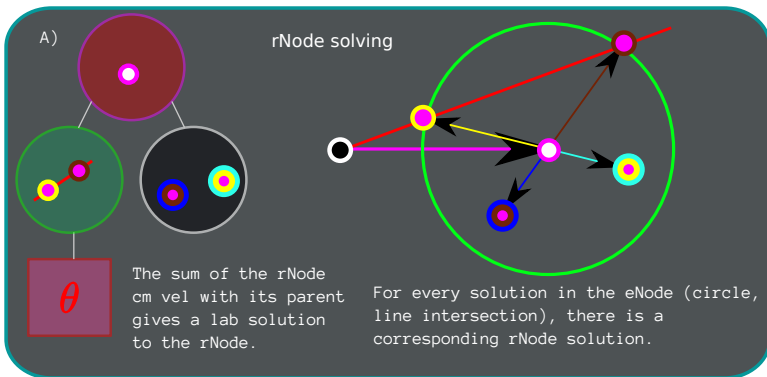 A)
rNode solving
θ
The sum of the rNode
cm vel with its parent
gives a lab solution
to the rNode.
For every solution in the eNode (circle,
line intersection), there is a
corresponding rNode solution.